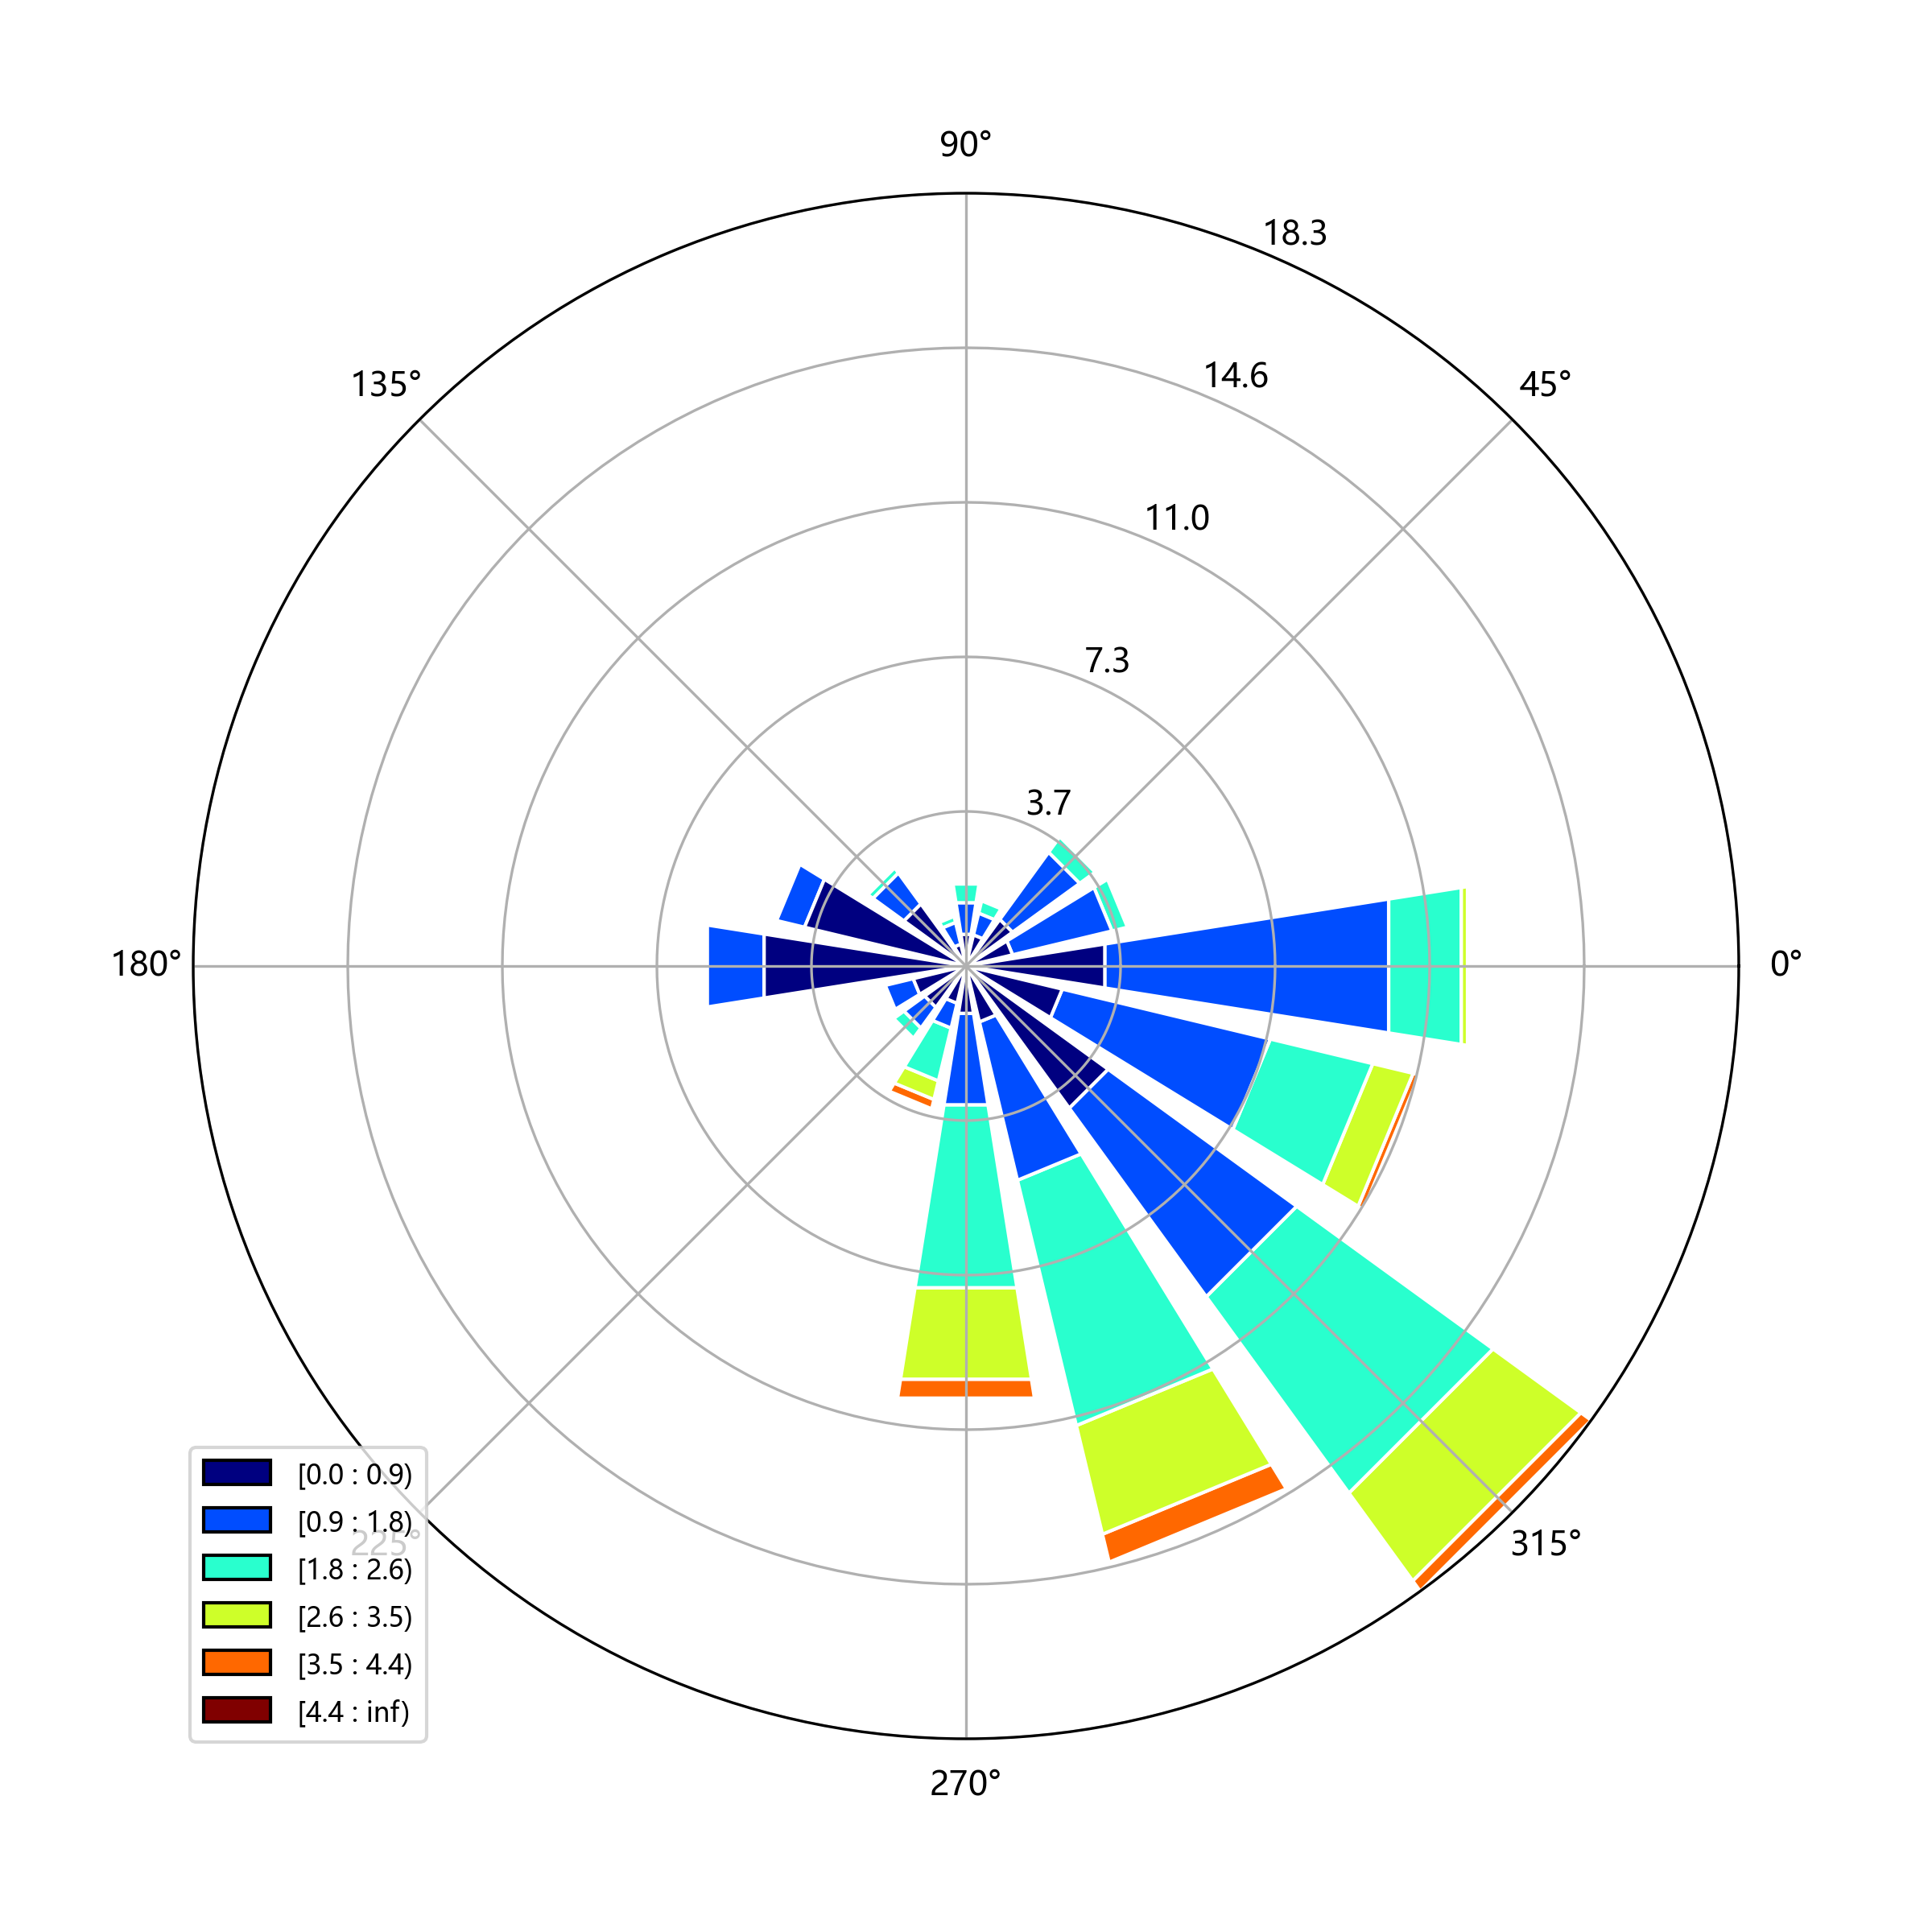 90°
18.3
14.6
135°
45°
11.0
7.3
3.7
180°
0°
[0.0 : 0.9)
[0.9 : 1.8)
225°
315°
[1.8 : 2.6)
[2.6 : 3.5)
[3.5 : 4.4)
[4.4 : inf)
270°